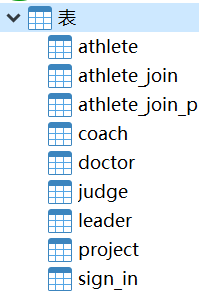 表
athlete
athlete_join
athlete_join_p
coach
doctor
judge
leader
project
sign_in